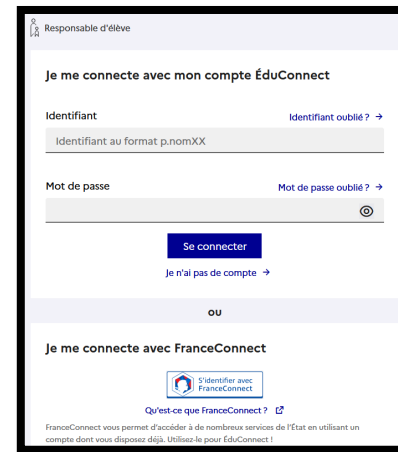 Responsable d'élève
Je me connecte avec mon compte ÉduConnect
Identifiant
Identifiant oublié ? →
Identifiant au format p.nomXX
Mot de passe
Mot de passe oublié ? →
Se connecter
Je n'ai pas de compte →
OU
Je me connecte avec FranceConnect
S'identifier avec
FranceConnect
Qu'est-ce que FranceConnect ?
FranceConnect vous permet d'accéder à de nombreux services de l'État en utilisant un
compte dont vous disposez déjà. Utilisez-le pour ÉduConnect !